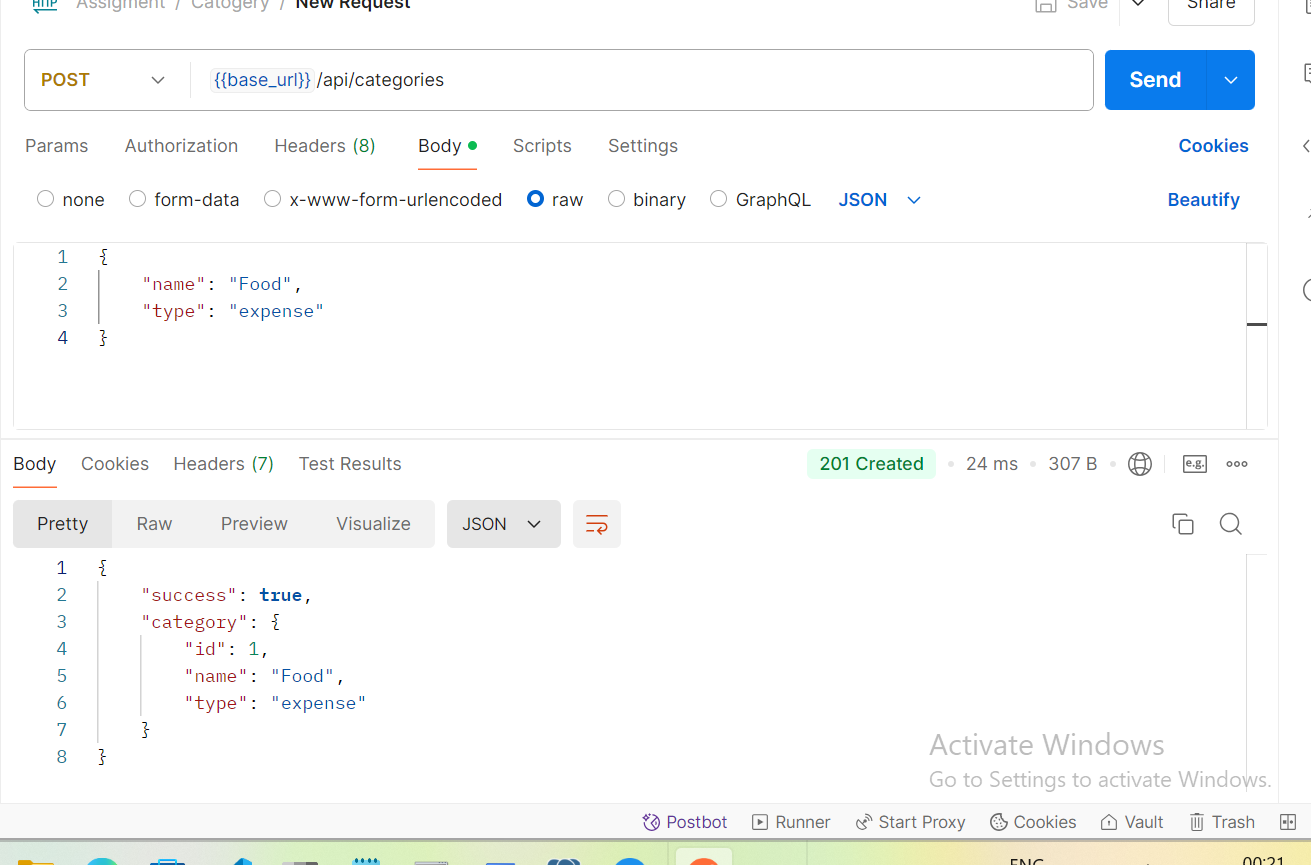 HTTP Assigment / Catogery / New Request Save Share
POST {{base_url}} /api/categories Send
Params Authorization Headers (8) Body Scripts Settings Cookies
none form-data x-www-form-urlencoded raw binary GraphQL JSON Beautify
1 {
2 "name": "Food",
3 "type": "expense"
4 }
Body Cookies Headers (7) Test Results 201 Created 24 ms 307 B e.g.
Pretty Raw Preview Visualize JSON
1 {
2 "success": true,
3 "category": {
4 "id": 1,
5 "name": "Food",
6 "type": "expense"
7 }
8 }
Activate Windows
Go to Settings to activate Windows.
Postbot Runner Start Proxy Cookies Vault Trash
ENG 00:21